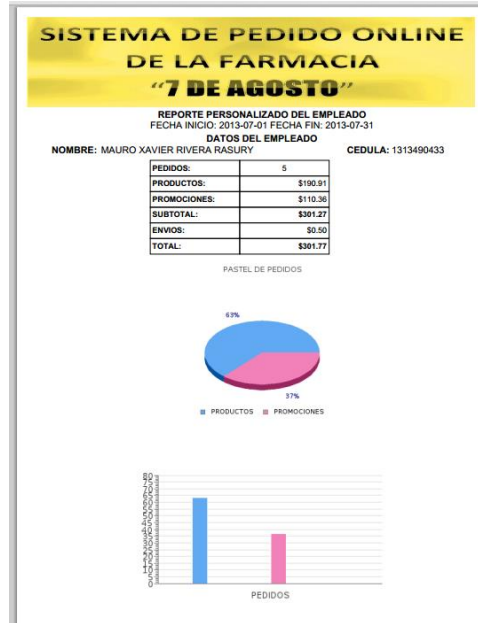 SISTEMA DE PEDIDO ONLINE
DE LA FARMACIA
“7 DE AGOSTO”
REPORTE PERSONALIZADO DEL EMPLEADO
FECHA INICIO: 2013-07-01 FECHA FIN: 2013-07-31
DATOS DEL EMPLEADO
NOMBRE: MAURO XAVIER RIVERA RASURY CEDULA: 1313490433
PEDIDOS: 5
PRODUCTOS: $190.91
PROMOCIONES: $110.36
SUBTOTAL: $301.27
ENVIOS: $0.50
TOTAL: $301.77
PASTEL DE PEDIDOS
63%
37%
PRODUCTOS PROMOCIONES
80
75
70
65
60
55
50
45
40
35
30
25
20
15
10
5
0
PEDIDOS